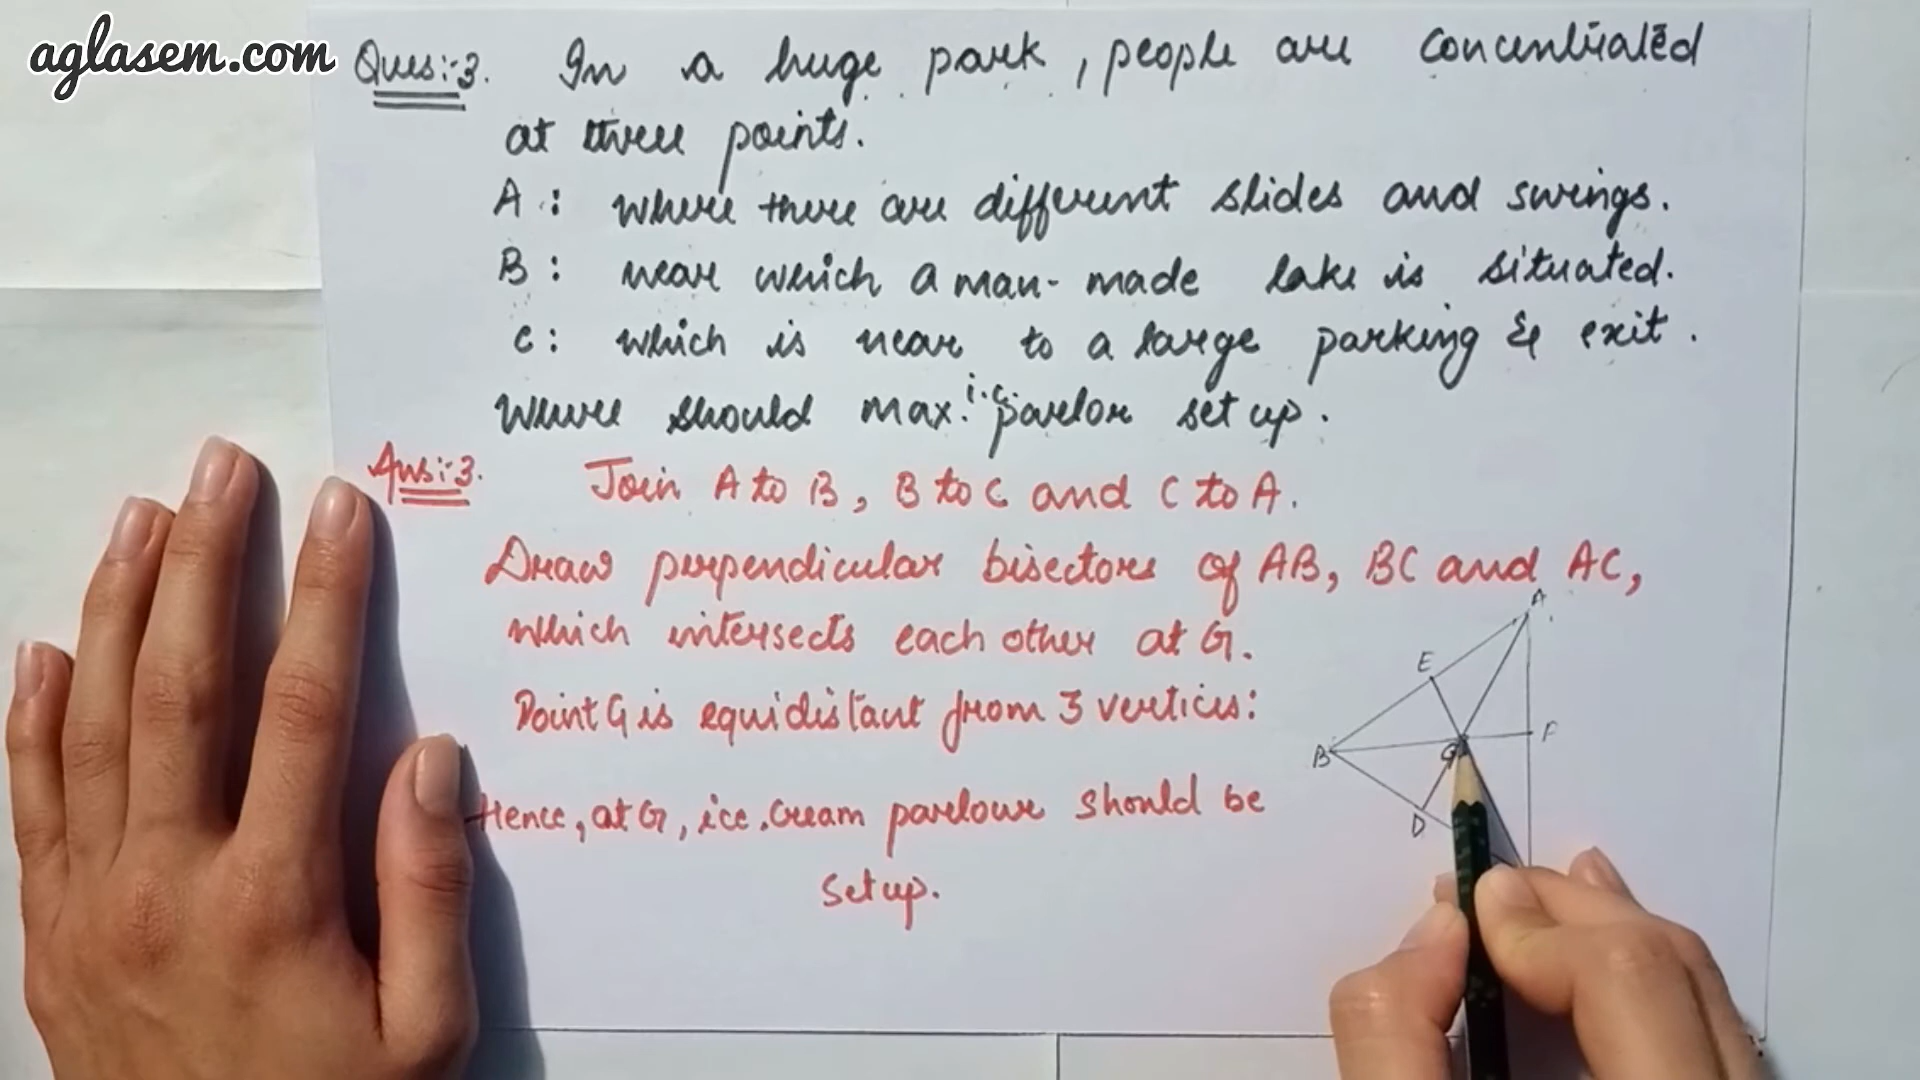 aglasem.com
Ques:-3. In a huge park, people are concentrated
at three points.
A: where there are different slides and swings.
B: near which a man-made lake is situated.
C: which is near to a large parking & exit.
Where should max. i.c. parlor set up.
Ans:-3. Join A to B, B to C and C to A.
Draw perpendicular bisectors of AB, BC and AC,
which intersects each other at G.
Point G is equidistant from 3 vertices:
Hence, at G, ice.cream parlour should be
set up.
A
E
B
G
F
D